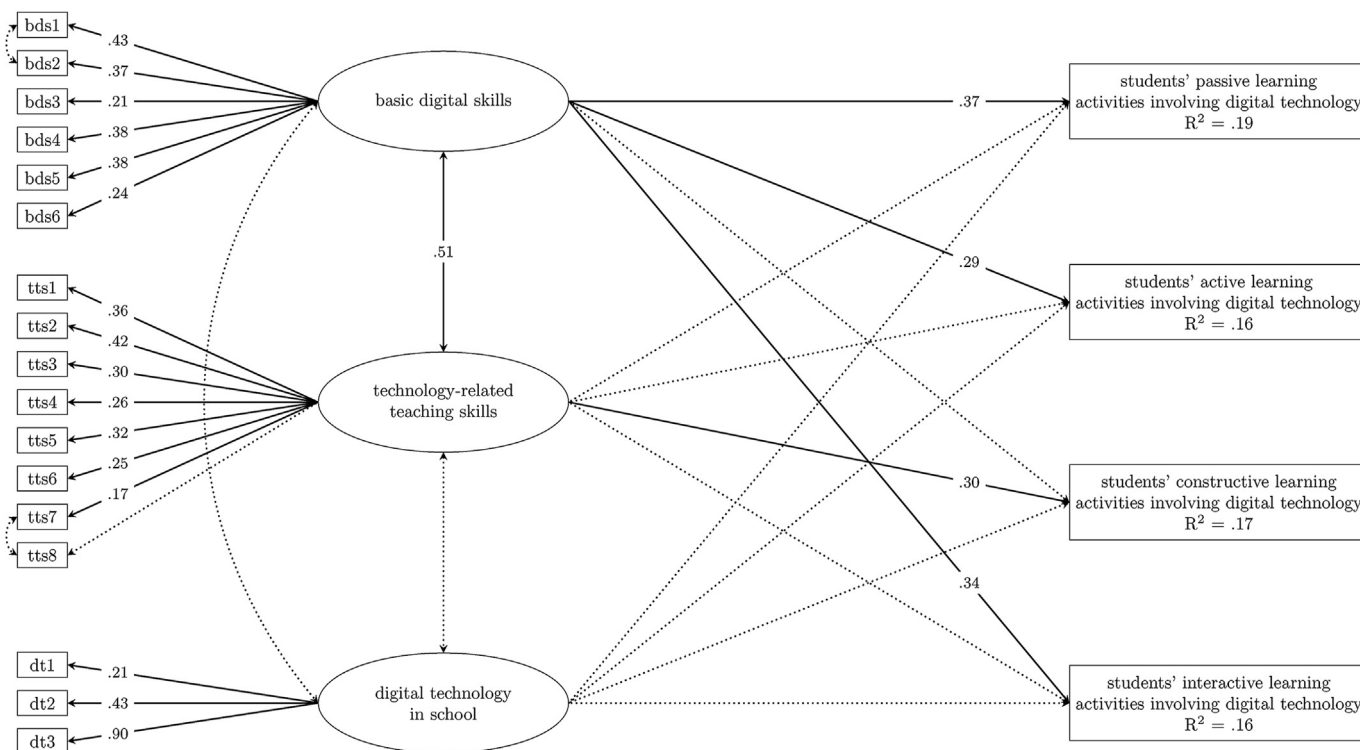 bds1
bds2
bds3
bds4
bds5
bds6
.43
.37
.21
.38
.38
.24
basic digital skills
.37
students' passive learning
activities involving digital technology
R² = .19
.51
.29
students' active learning
activities involving digital technology
R² = .16
tts1
tts2
tts3
tts4
tts5
tts6
tts7
tts8
.36
.42
.30
.26
.32
.25
.17
technology-related
teaching skills
.30
students' constructive learning
activities involving digital technology
R² = .17
.34
dt1
dt2
dt3
.21
.43
.90
digital technology
in school
students' interactive learning
activities involving digital technology
R² = .16